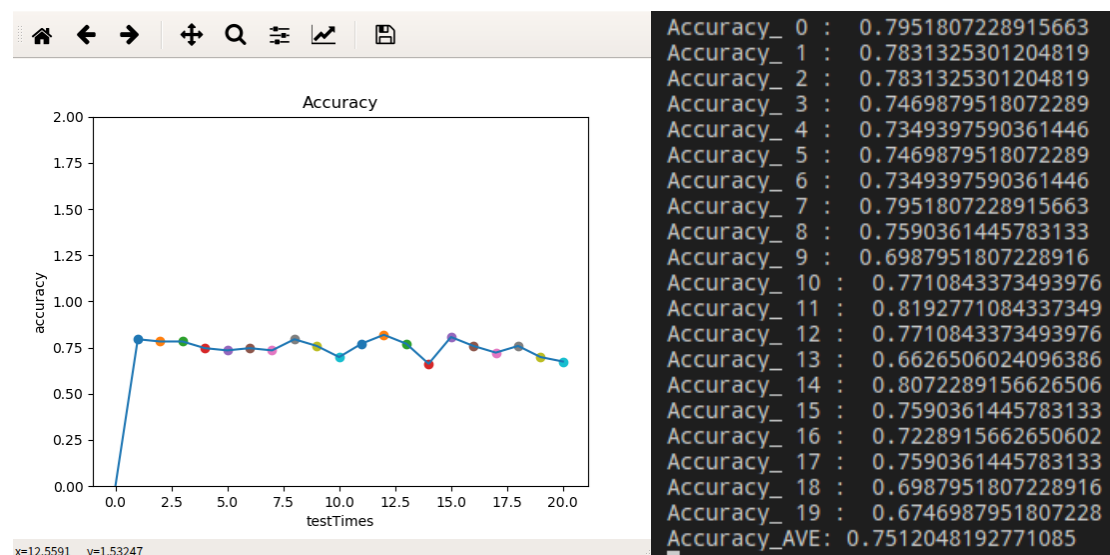 Accuracy
2.00
1.75
1.50
1.25
1.00
0.75
0.50
0.25
0.00
accuracy
0.0 2.5 5.0 7.5 10.0 12.5 15.0 17.5 20.0
testTimes
x=12.5591 y=1.53247
Accuracy_ 0 : 0.7951807228915663
Accuracy_ 1 : 0.7831325301204819
Accuracy_ 2 : 0.7831325301204819
Accuracy_ 3 : 0.7469879518072289
Accuracy_ 4 : 0.7349397590361446
Accuracy_ 5 : 0.7469879518072289
Accuracy_ 6 : 0.7349397590361446
Accuracy_ 7 : 0.7951807228915663
Accuracy_ 8 : 0.7590361445783133
Accuracy_ 9 : 0.6987951807228916
Accuracy_ 10 : 0.7710843373493976
Accuracy_ 11 : 0.8192771084337349
Accuracy_ 12 : 0.7710843373493976
Accuracy_ 13 : 0.6626506024096386
Accuracy_ 14 : 0.8072289156626506
Accuracy_ 15 : 0.7590361445783133
Accuracy_ 16 : 0.7228915662650602
Accuracy_ 17 : 0.7590361445783133
Accuracy_ 18 : 0.6987951807228916
Accuracy_ 19 : 0.6746987951807228
Accuracy_AVE: 0.7512048192771085